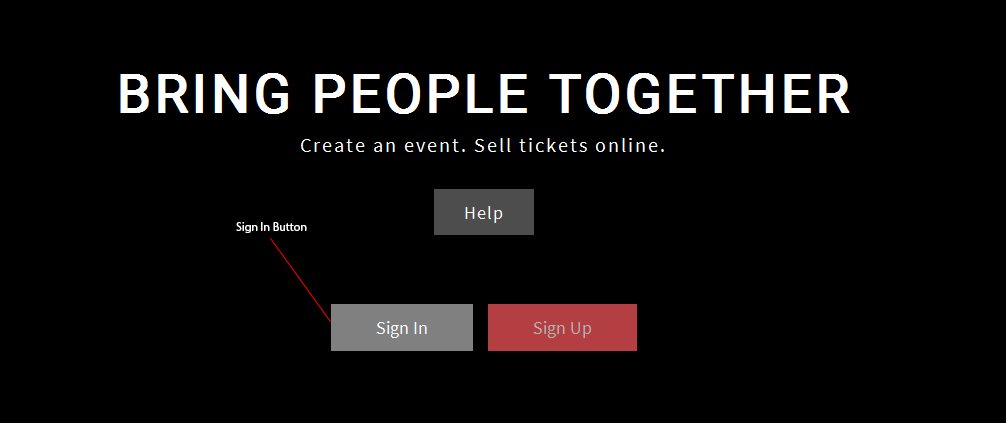 BRING PEOPLE TOGETHER
Create an event. Sell tickets online.
Help
Sign In Button
Sign In
Sign Up